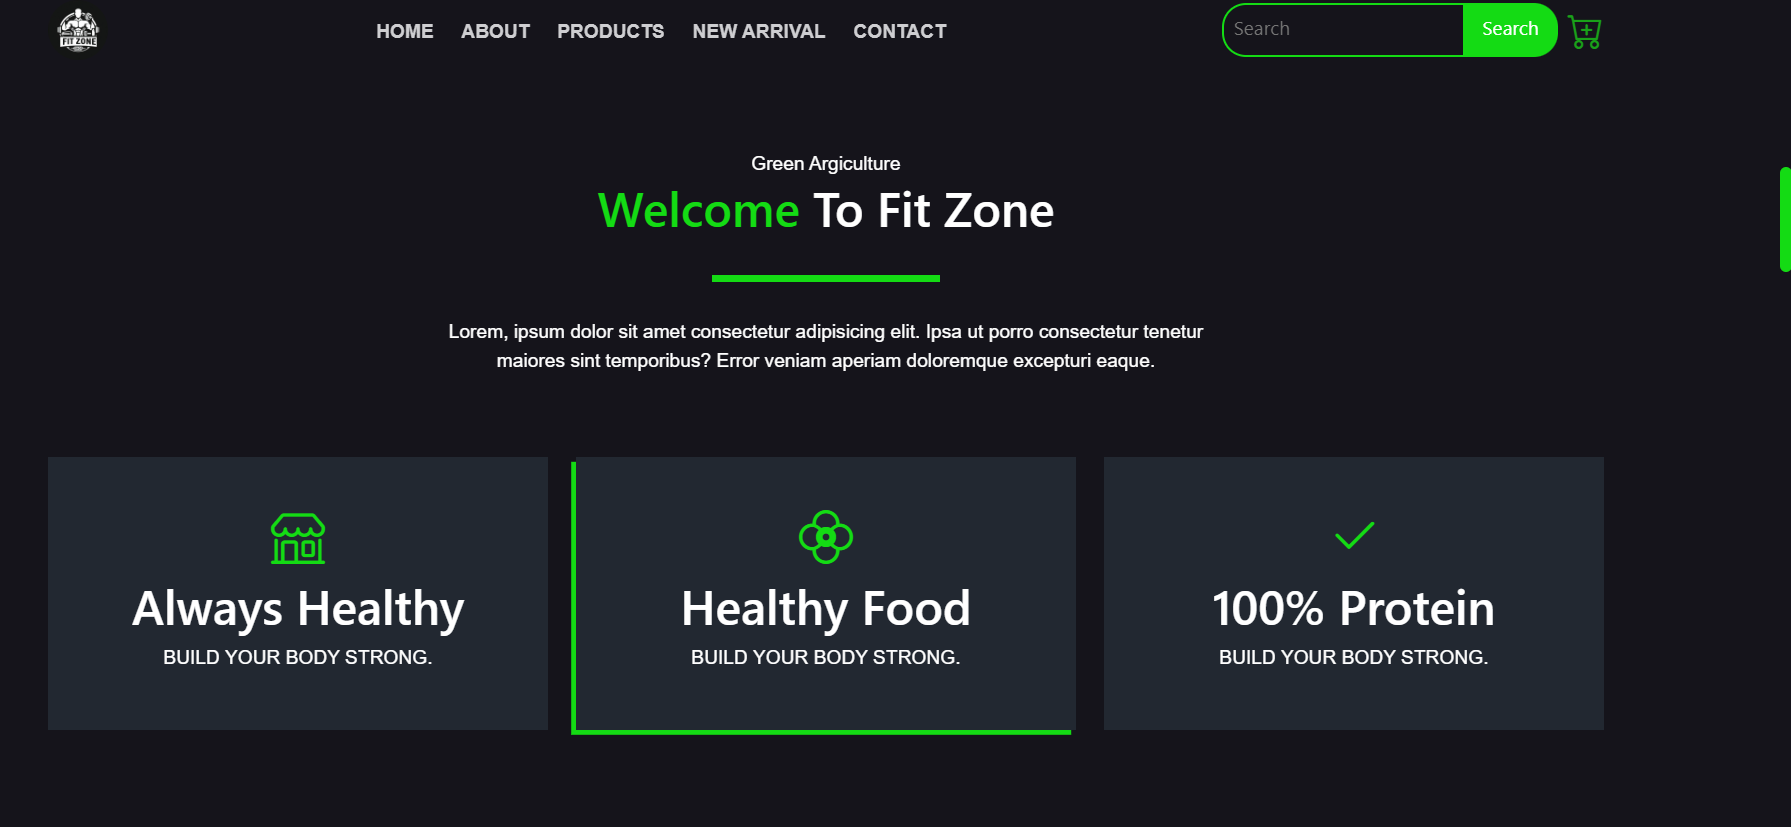 FIT ZONE
HOME ABOUT PRODUCTS NEW ARRIVAL CONTACT
Search Search
Green Argiculture
Welcome To Fit Zone
Lorem, ipsum dolor sit amet consectetur adipisicing elit. Ipsa ut porro consectetur tenetur
maiores sint temporibus? Error veniam aperiam doloremque excepturi eaque.
Always Healthy
BUILD YOUR BODY STRONG.
Healthy Food
BUILD YOUR BODY STRONG.
100% Protein
BUILD YOUR BODY STRONG.